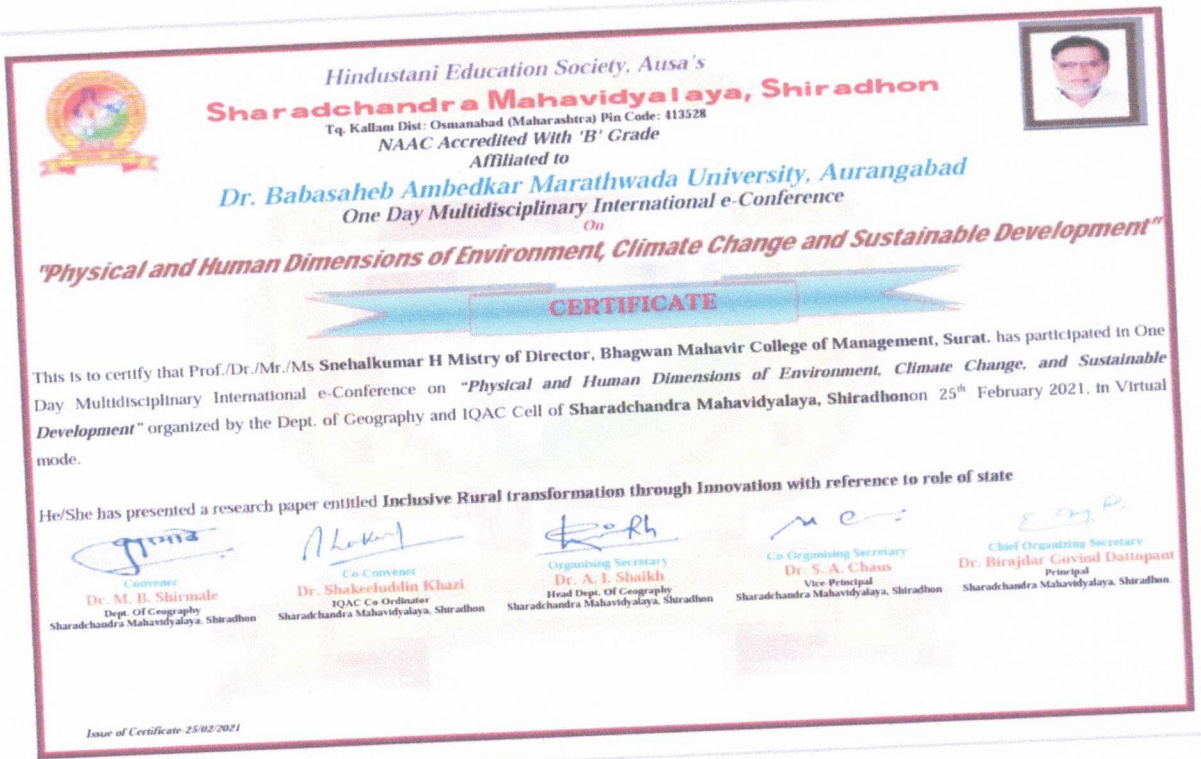 Hindustani Education Society, Ausa's
Sharadchandra Mahavidyalaya, Shiradhon
Tq. Kallam Dist: Osmanabad (Maharashtra) Pin Code: 413528
NAAC Accredited With 'B' Grade
Affiliated to
Dr. Babasaheb Ambedkar Marathwada University, Aurangabad
One Day Multidisciplinary International e-Conference
On
"Physical and Human Dimensions of Environment, Climate Change and Sustainable Development"
CERTIFICATE
This is to certify that Prof./Dr./Mr./Ms Snehalkumar H Mistry of Director, Bhagwan Mahavir College of Management, Surat. has participated in One
Day Multidisciplinary International e-Conference on "Physical and Human Dimensions of Environment, Climate Change, and Sustainable
Development" organized by the Dept. of Geography and IQAC Cell of Sharadchandra Mahavidyalaya, Shiradhonon 25th February 2021, in Virtual
mode.
He/She has presented a research paper entitled Inclusive Rural transformation through Innovation with reference to role of state
Convener
Dr. M. B. Shirmale
Dept. Of Geography
Sharadchandra Mahavidyalaya, Shiradhon
Co-Convener
Dr. Shakeeluddin Khazi
IQAC Co Ordinator
Sharadchandra Mahavidyalaya, Shiradhon
Organising Secretary
Dr. A. I. Shaikh
Head Dept. Of Geography
Sharadchandra Mahavidyalaya, Shiradhon
Co Organising Secretary
Dr. S. A. Chaus
Vice-Principal
Sharadchandra Mahavidyalaya, Shiradhon
Chief Organizing Secretary
Dr. Birajdar Govind Dattopant
Principal
Sharadchandra Mahavidyalaya, Shiradhon
Issue of Certificate-25/02/2021